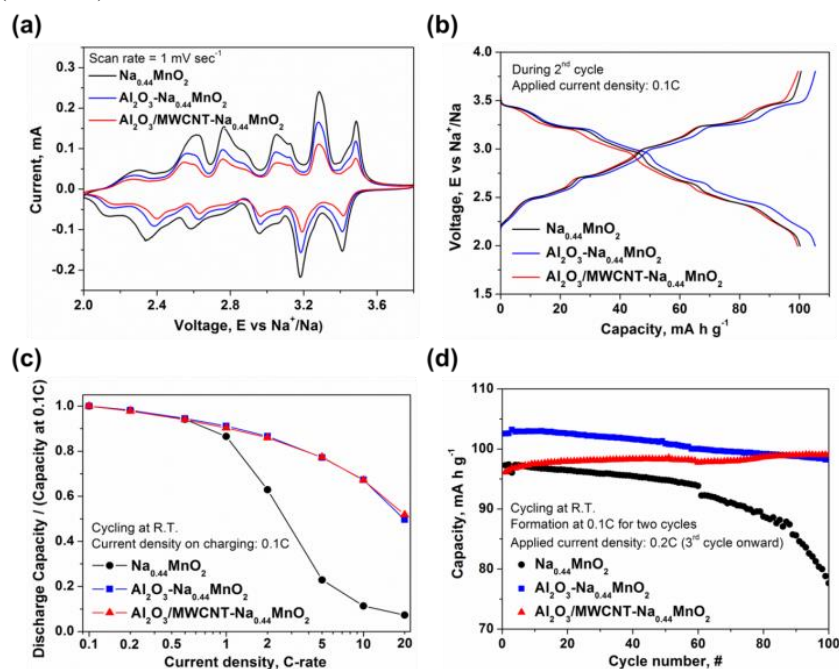 (a)
Scan rate = 1 mV sec⁻¹
Na₀.₄₄MnO₂
Al₂O₃-Na₀.₄₄MnO₂
Al₂O₃/MWCNT-Na₀.₄₄MnO₂
0.3
0.2
0.1
0.0
-0.1
-0.2
Current, mA
2.0
2.4
2.8
3.2
3.6
Voltage, E vs Na⁺/Na)
(b)
During 2ⁿᵈ cycle
Applied current density: 0.1C
4.0
3.5
3.0
2.5
2.0
1.5
Voltage, E vs Na⁺/Na
Na₀.₄₄MnO₂
Al₂O₃-Na₀.₄₄MnO₂
Al₂O₃/MWCNT-Na₀.₄₄MnO₂
0
20
40
60
80
100
Capacity, mA h g⁻¹
(c)
1.0
0.8
0.6
0.4
0.2
0.0
Discharge Capacity / (Capacity at 0.1C)
Cycling at R.T.
Current density on charging: 0.1C
Na₀.₄₄MnO₂
Al₂O₃-Na₀.₄₄MnO₂
Al₂O₃/MWCNT-Na₀.₄₄MnO₂
0.1
0.2
0.5
1
2
5
10
20
Current density, C-rate
(d)
110
100
90
80
70
Capacity, mA h g⁻¹
Cycling at R.T.
Formation at 0.1C for two cycles
Applied current density: 0.2C (3ʳᵈ cycle onward)
Na₀.₄₄MnO₂
Al₂O₃-Na₀.₄₄MnO₂
Al₂O₃/MWCNT-Na₀.₄₄MnO₂
0
20
40
60
80
100
Cycle number, #